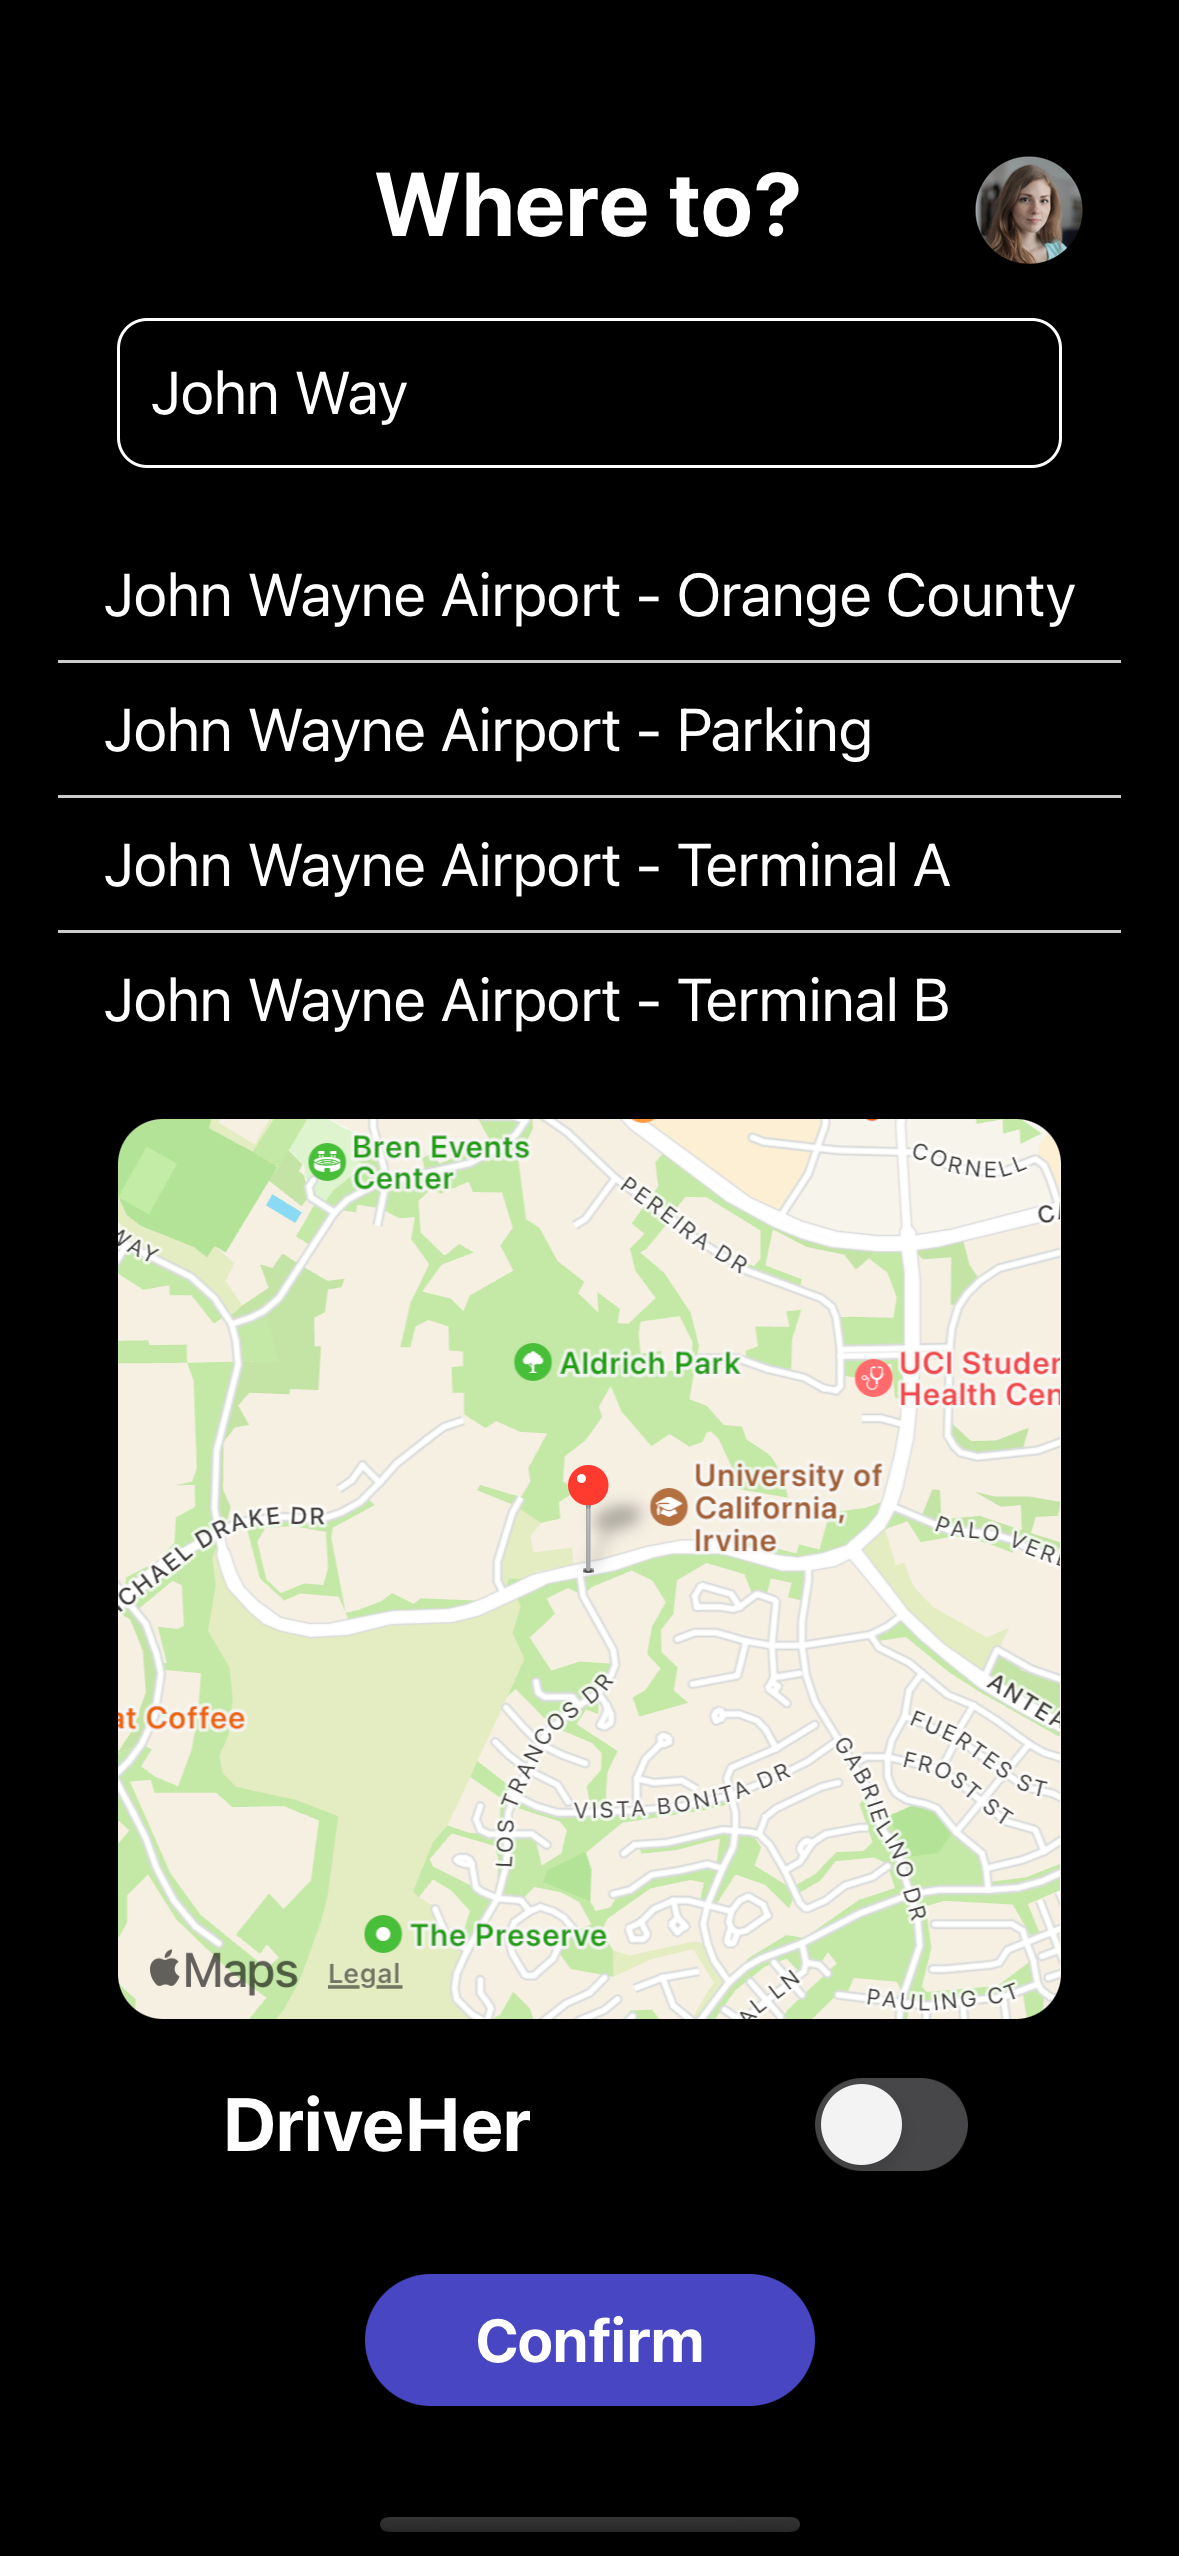 Where to?
John Way
John Wayne Airport - Orange County
John Wayne Airport - Parking
John Wayne Airport - Terminal A
John Wayne Airport - Terminal B
Bren Events
Center
CORNELL
PEREIRA DR
WAY
Aldrich Park
UCI Studen
Health Cen
University of
California,
Irvine
PALO VER
ICHAEL DRAKE DR
ANTEA
at Coffee
LOS TRANCOS DR
FUERTES ST
FROST ST
GABRIELINO DR
VISTA BONITA DR
The Preserve
Maps
Legal
AL LN
PAULING CT
DriveHer
Confirm